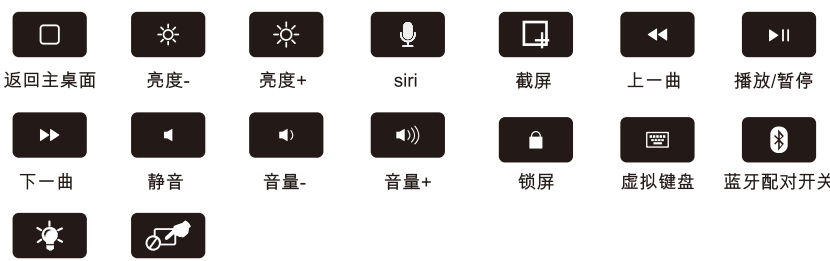 返回主桌面 亮度- 亮度+ siri 截屏 上一曲 播放/暂停
下一曲 静音 音量- 音量+ 锁屏 虚拟键盘 蓝牙配对开关